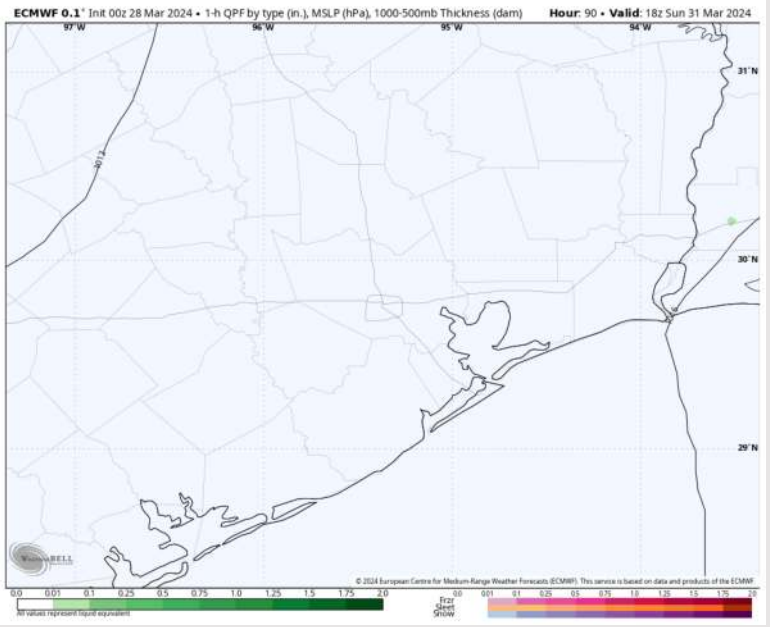 ECMWF 0.1° Init 00z 28 Mar 2024 • 1-h QPF by type (in.), MSLP (hPa), 1000-500mb Thickness (dam) Hour: 90 • Valid: 18z Sun 31 Mar 2024
97°W 96°W 95°W 94°W
31°N
1012
30°N
29°N
WEATHERBELL
© 2024 European Centre for Medium-Range Weather Forecasts (ECMWF). This service is based on data and products of the ECMWF
0.0 0.01 0.1 0.25 0.5 0.75 1.0 1.25 1.5 1.75 2.0 0.0 0.01 0.1 0.25 0.5 0.75 1.0 1.25 1.5 1.75 2.0
Frzr
Sleet
Snow
All values represent liquid equivalent